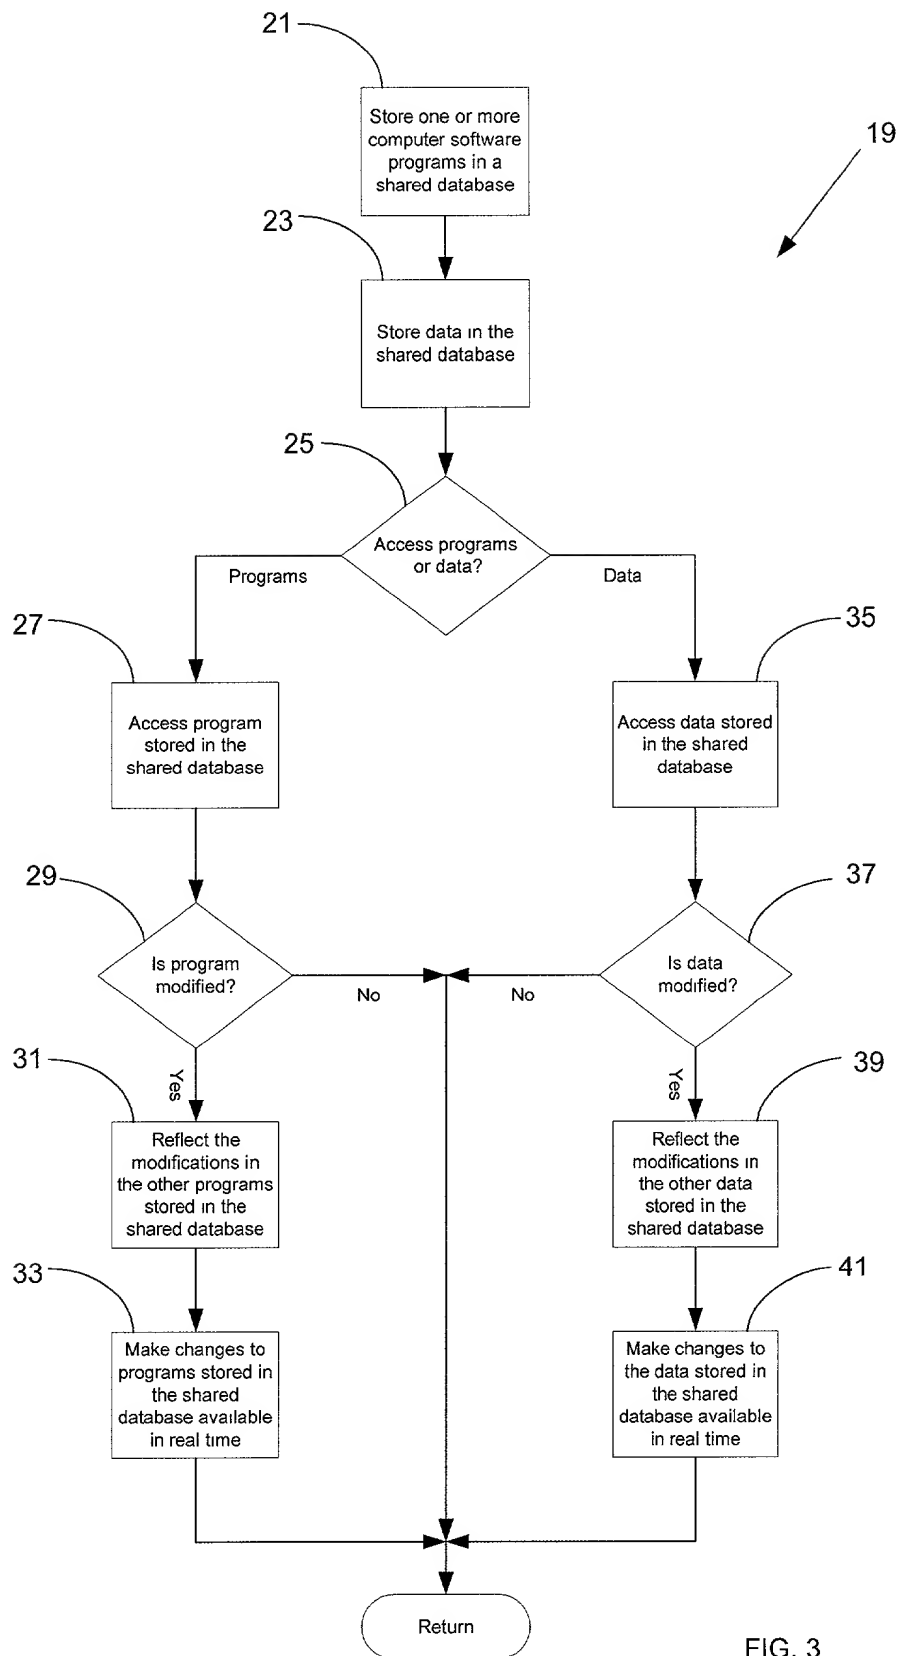 21
Store one or more
computer software
programs in a
shared database
19
23
Store data in the
shared database
25
Access programs
or data?
Programs
Data
27
35
Access program
stored in the
shared database
Access data stored
in the shared
database
29
37
Is program
modified?
Is data
modified?
No
No
31
39
Yes
Yes
Reflect the
modifications in
the other programs
stored in the
shared database
Reflect the
modifications in
the other data
stored in the
shared database
33
41
Make changes to
programs stored in
the shared
database available
in real time
Make changes to
the data stored in
the shared
database available
in real time
Return
FIG. 3